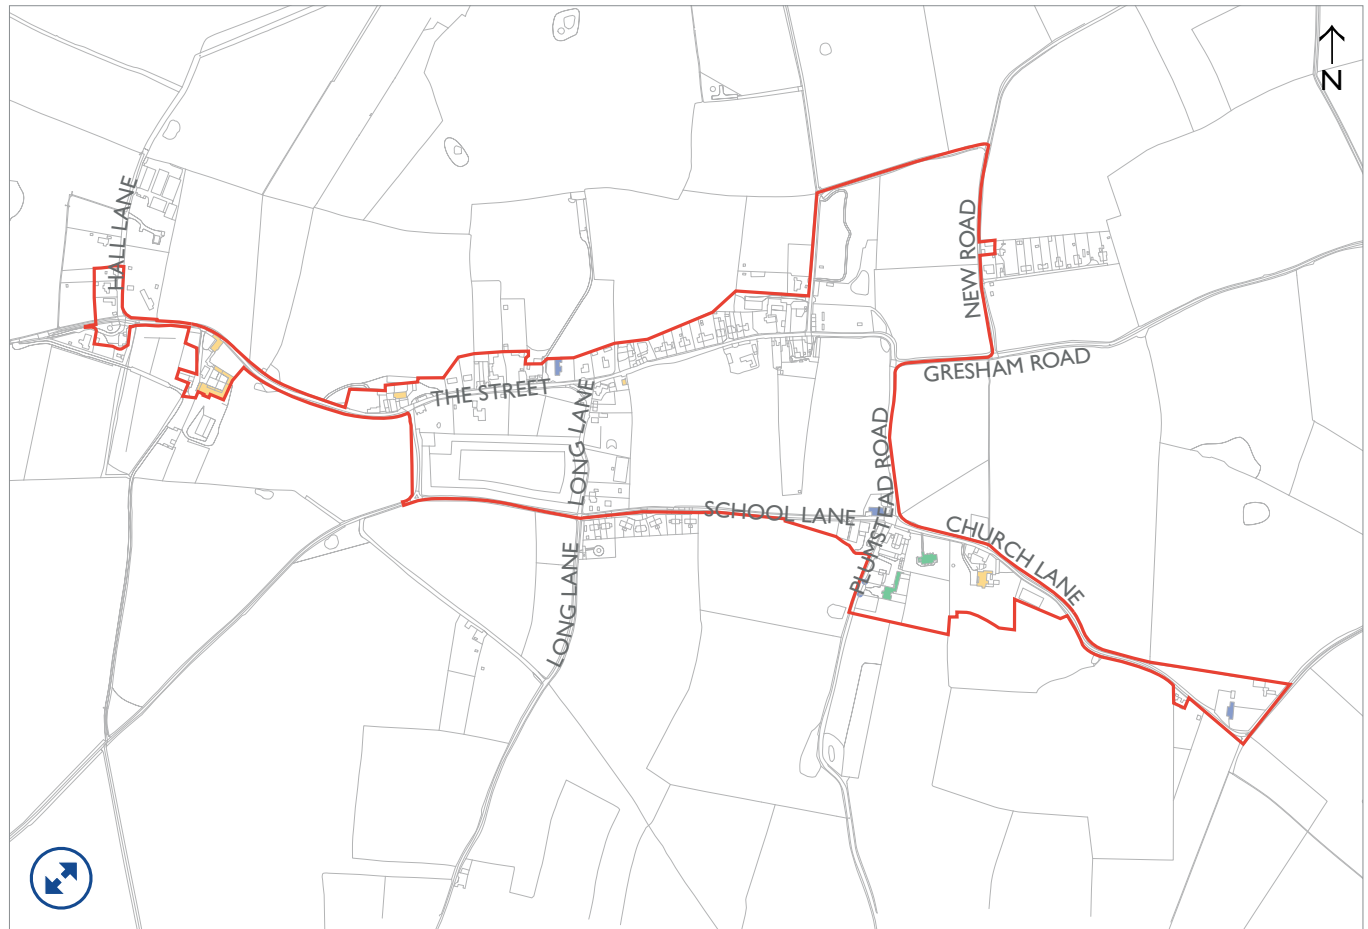 N
HALL LANE
NEW ROAD
GRESHAM ROAD
THE STREET
LONG LANE
PLUMSTEAD ROAD
SCHOOL LANE
CHURCH LANE
LONG LANE